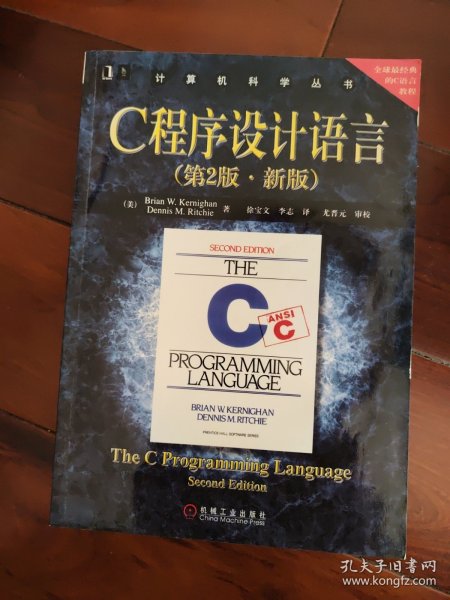 计算机科学丛书
全球最经典
的C语言
教程
C程序设计语言
(第2版·新版)
(美) Brian W. Kernighan
Dennis M. Ritchie 著 徐宝文 李志 译 尤晋元 审校
SECOND EDITION
THE
C
ANSI
C
PROGRAMMING
LANGUAGE
BRIAN W. KERNIGHAN
DENNIS M. RITCHIE
PRENTICE HALL SOFTWARE SERIES
The C Programming Language
Second Edition
机械工业出版社
China Machine Press
孔夫子旧书网
www.kongfz.com